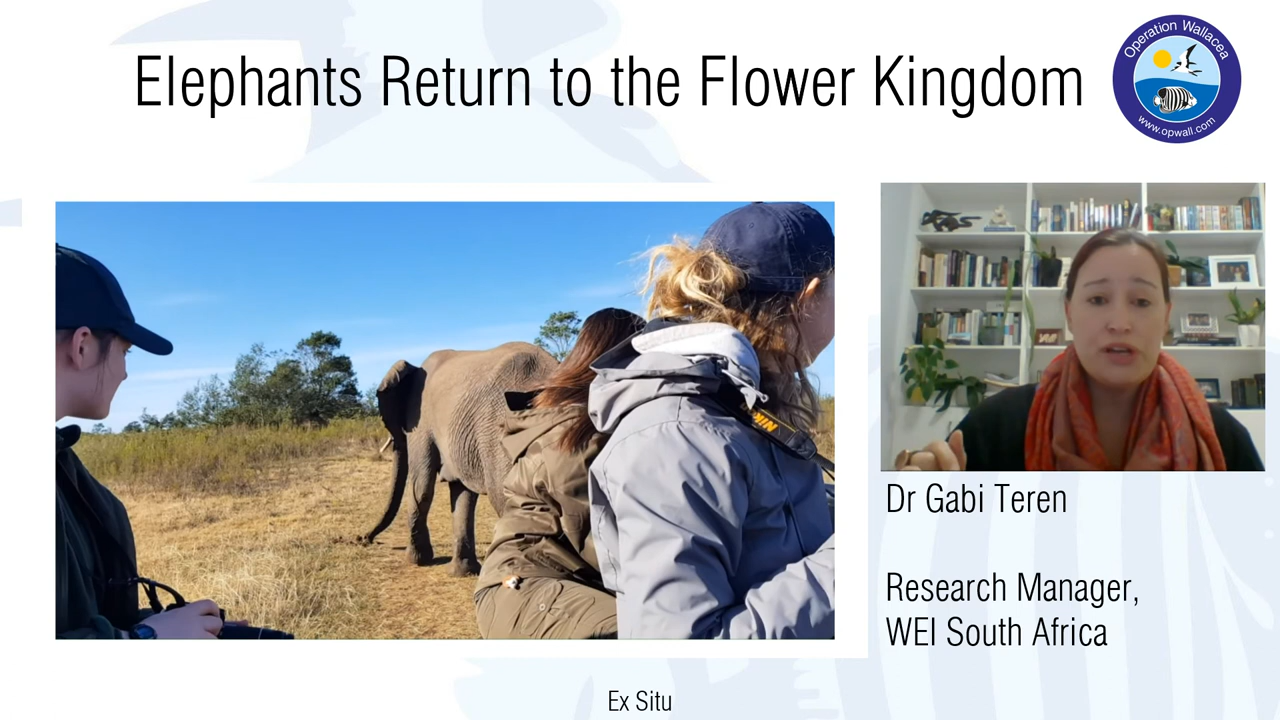 Elephants Return to the Flower Kingdom
Operation Wallacea
www.opwall.com
Nikon
Dr Gabi Teren
Research Manager,
WEI South Africa
Ex Situ